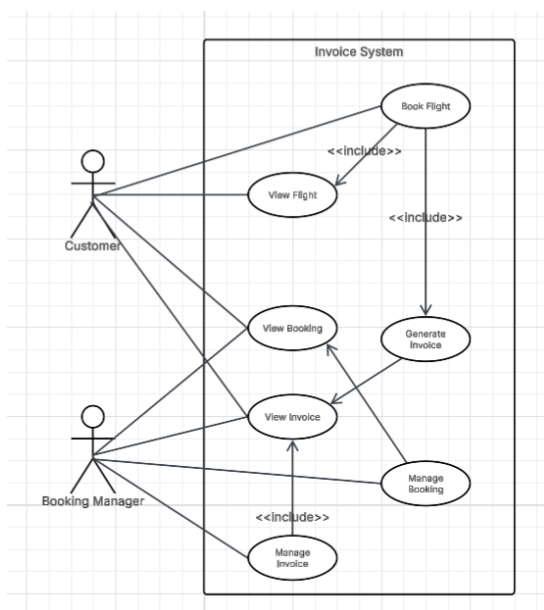 Invoice System
Book Flight
<<include>>
View Flight
<<include>>
Customer
View Booking
Generate
Invoice
View Invoice
Manage
Booking
Booking Manager
<<include>>
Manage
Invoice